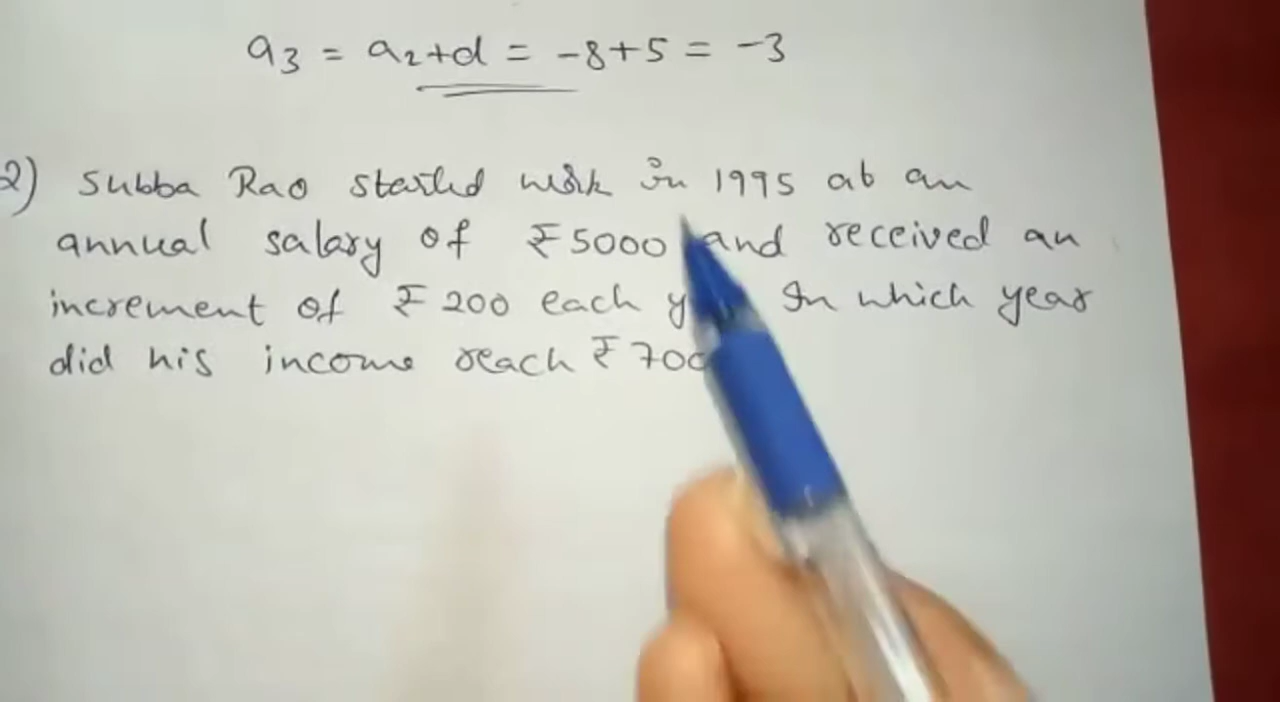 a3 = a2+d = -8+5 = -3
2) Subba Rao started work in 1995 at an
annual salary of ₹5000 and received an
increment of ₹200 each In which year
did his income reach